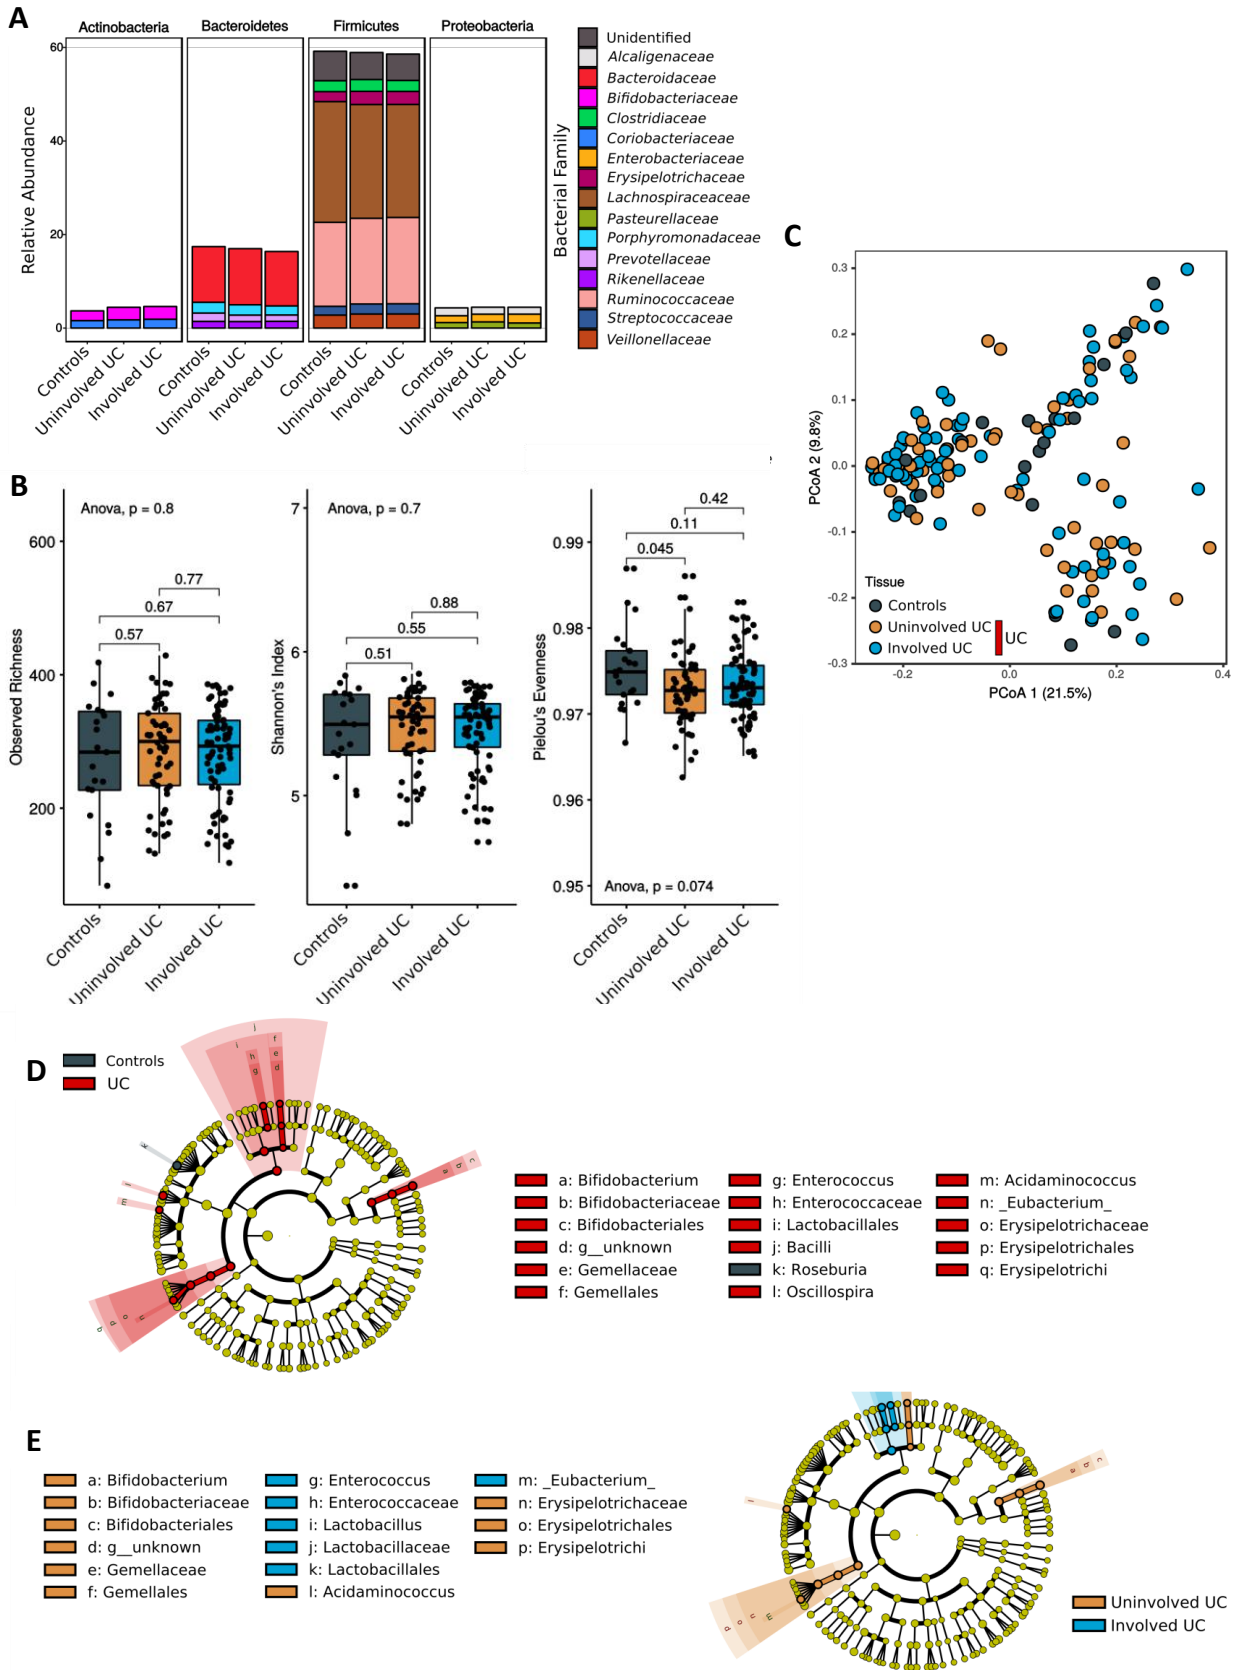 A
Actinobacteria Bacteroidetes Firmicutes Proteobacteria
60
40
20
0
Relative Abundance
Controls Uninvolved UC Involved UC Controls Uninvolved UC Involved UC Controls Uninvolved UC Involved UC Controls Uninvolved UC Involved UC
Bacterial Family
Unidentified
Alcaligenaceae
Bacteroidaceae
Bifidobacteriaceae
Clostridiaceae
Coriobacteriaceae
Enterobacteriaceae
Erysipelotrichaceae
Lachnospiraceaceae
Pasteurellaceae
Porphyromonadaceae
Prevotellaceae
Rikenellaceae
Ruminococcaceae
Streptococcaceae
Veillonellaceae
B
Anova, p = 0.8
600
400
200
Observed Richness
0.77
0.67
0.57
Controls Uninvolved UC Involved UC
Anova, p = 0.7
7
6
5
Shannon's Index
0.88
0.55
0.51
Controls Uninvolved UC Involved UC
0.99
0.98
0.97
0.96
0.95
Pielou's Evenness
0.42
0.11
0.045
Anova, p = 0.074
Controls Uninvolved UC Involved UC
C
0.3
0.2
0.1
0.0
-0.1
-0.2
-0.3
PCoA 2 (9.8%)
Tissue
Controls
Uninvolved UC
Involved UC
UC
-0.2 0.0 0.2 0.4
PCoA 1 (21.5%)
D
Controls
UC
j
i f
h e
g d
k
l
m
a b c
q p o n
a: Bifidobacterium
b: Bifidobacteriaceae
c: Bifidobacteriales
d: g__unknown
e: Gemellaceae
f: Gemellales
g: Enterococcus
h: Enterococcaceae
i: Lactobacillales
j: Bacilli
k: Roseburia
l: Oscillospira
m: Acidaminococcus
n: _Eubacterium_
o: Erysipelotrichaceae
p: Erysipelotrichales
q: Erysipelotrichi
E
a: Bifidobacterium
b: Bifidobacteriaceae
c: Bifidobacteriales
d: g__unknown
e: Gemellaceae
f: Gemellales
g: Enterococcus
h: Enterococcaceae
i: Lactobacillus
j: Lactobacillaceae
k: Lactobacillales
l: Acidaminococcus
m: _Eubacterium_
n: Erysipelotrichaceae
o: Erysipelotrichales
p: Erysipelotrichi
a b c
l
p o n m
Uninvolved UC
Involved UC